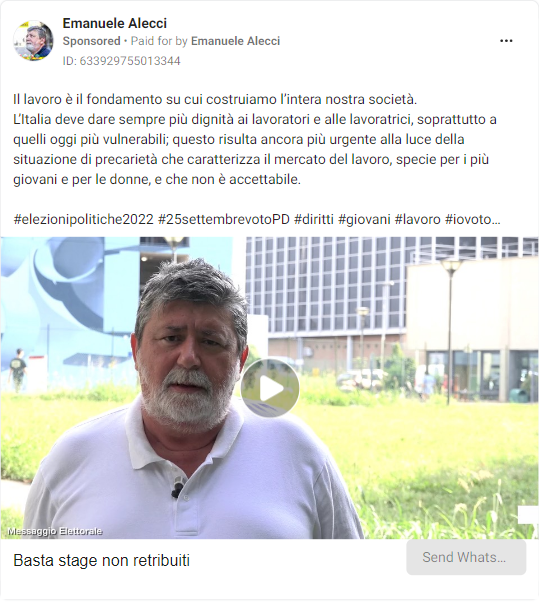 Emanuele Alecci
Sponsored • Paid for by Emanuele Alecci
ID: 633929755013344
Il lavoro è il fondamento su cui costruiamo l'intera nostra società.
L'Italia deve dare sempre più dignità ai lavoratori e alle lavoratrici, soprattutto a
quelli oggi più vulnerabili; questo risulta ancora più urgente alla luce della
situazione di precarietà che caratterizza il mercato del lavoro, specie per i più
giovani e per le donne, e che non è accettabile.
#elezionipolitiche2022 #25settembrevotoPD #diritti #giovani #lavoro #iovoto...
Messaggio Elettorale
Basta stage non retribuiti
Send Whats...